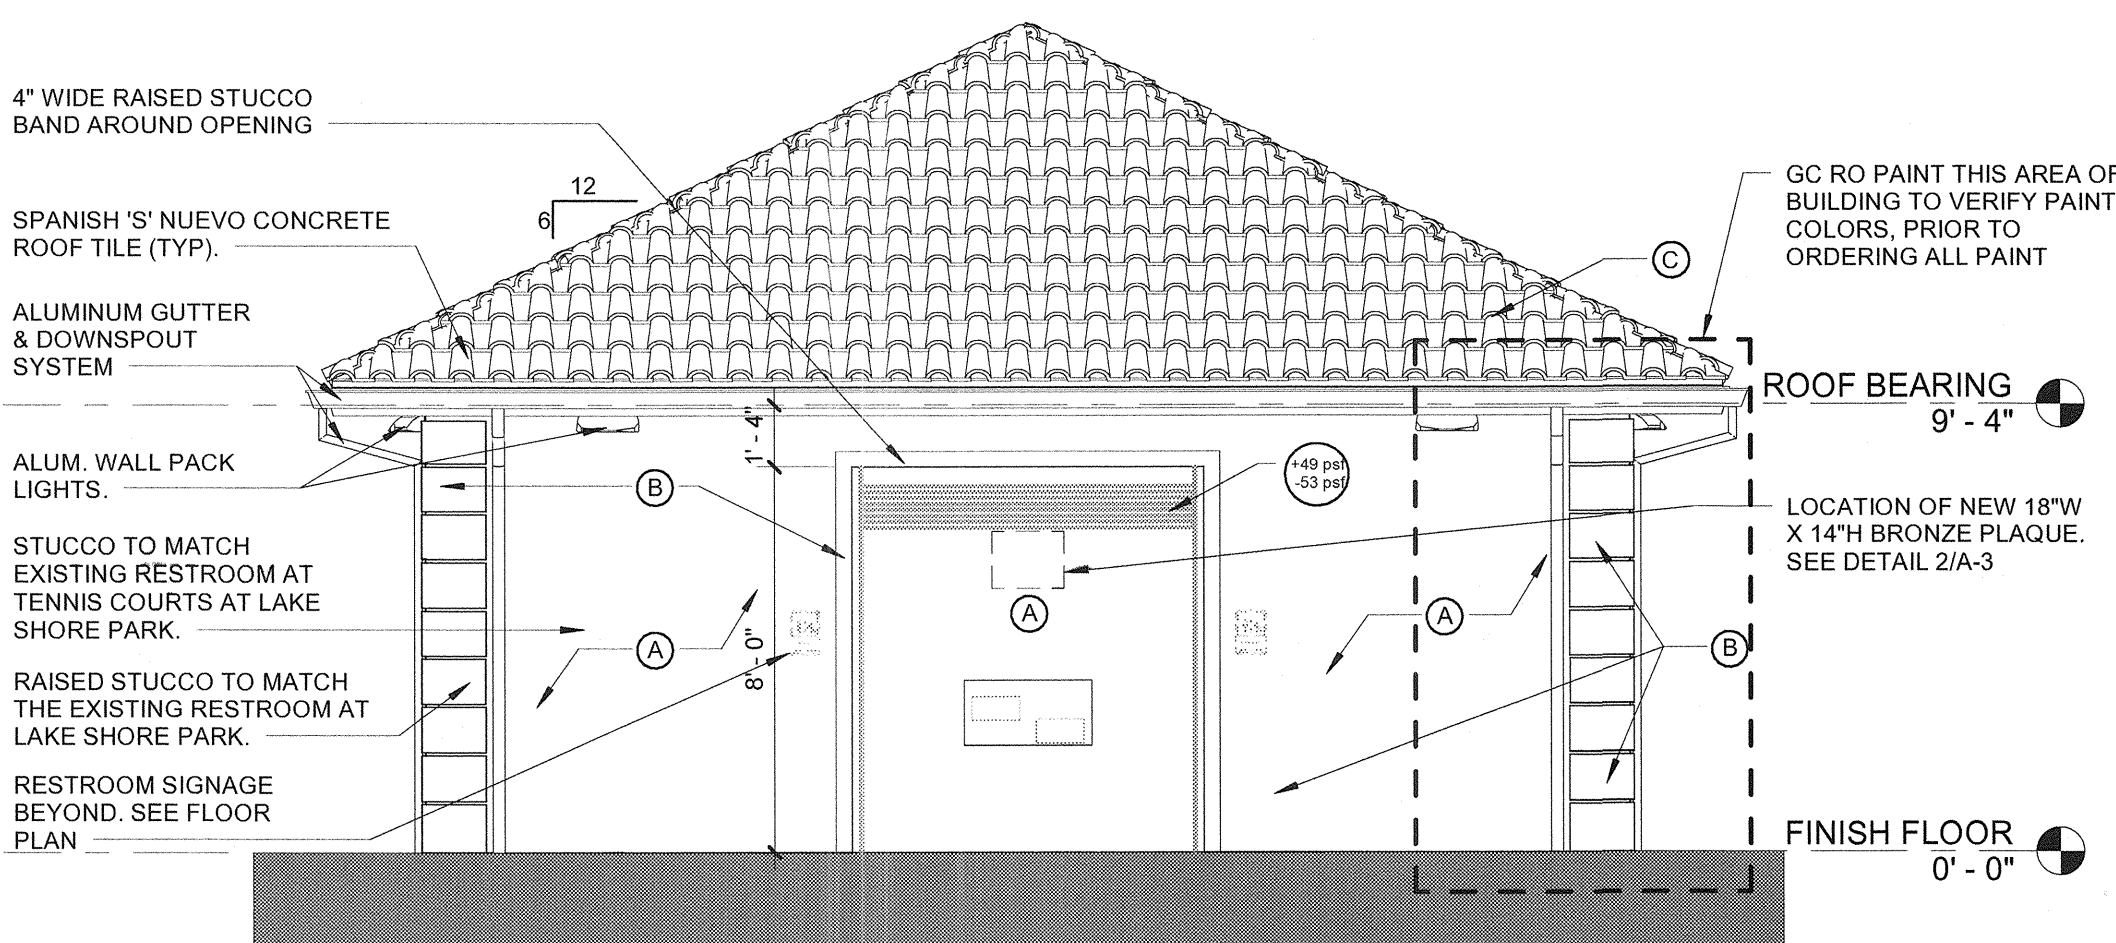 4" WIDE RAISED STUCCO
BAND AROUND OPENING
12
6
SPANISH 'S' NUEVO CONCRETE
ROOF TILE (TYP).
ALUMINUM GUTTER
& DOWNSPOUT
SYSTEM
ALUM. WALL PACK
LIGHTS.
STUCCO TO MATCH
EXISTING RESTROOM AT
TENNIS COURTS AT LAKE
SHORE PARK.
RAISED STUCCO TO MATCH
THE EXISTING RESTROOM AT
LAKE SHORE PARK.
RESTROOM SIGNAGE
BEYOND. SEE FLOOR
PLAN
B
A
1' - 4"
8' - 0"
+49 psf
-53 psf
A
A
B
C
GC RO PAINT THIS AREA OF
BUILDING TO VERIFY PAINT
COLORS, PRIOR TO
ORDERING ALL PAINT
ROOF BEARING
9' - 4"
LOCATION OF NEW 18"W
X 14"H BRONZE PLAQUE.
SEE DETAIL 2/A-3
FINISH FLOOR
0' - 0"